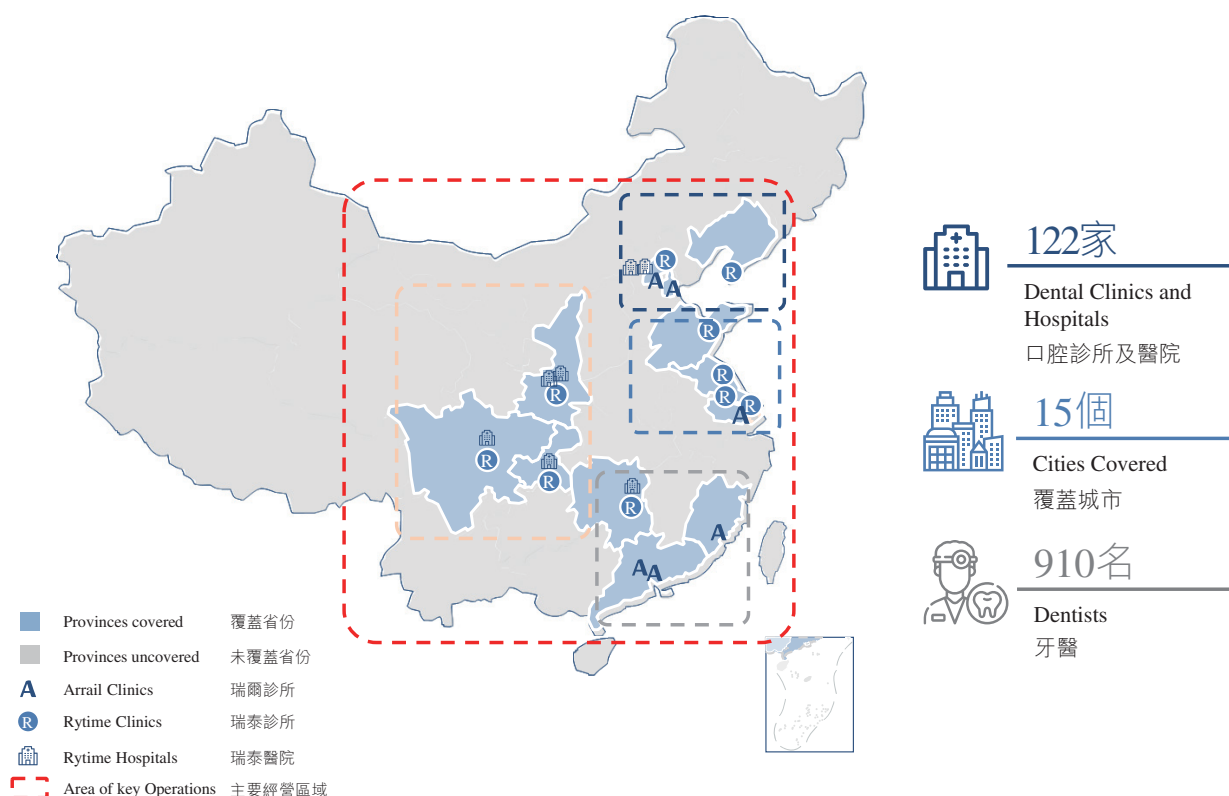 122家
Dental Clinics and
Hospitals
口腔診所及醫院
15個
Cities Covered
覆蓋城市
910名
Dentists
牙醫
R
R
A
A
R
R
R
R
A
R
R
R
R
A
A
A
Provinces covered 覆蓋省份
Provinces uncovered 未覆蓋省份
A Arrail Clinics 瑞爾診所
R Rytime Clinics 瑞泰診所
Rytime Hospitals 瑞泰醫院
Area of key Operations 主要經營區域